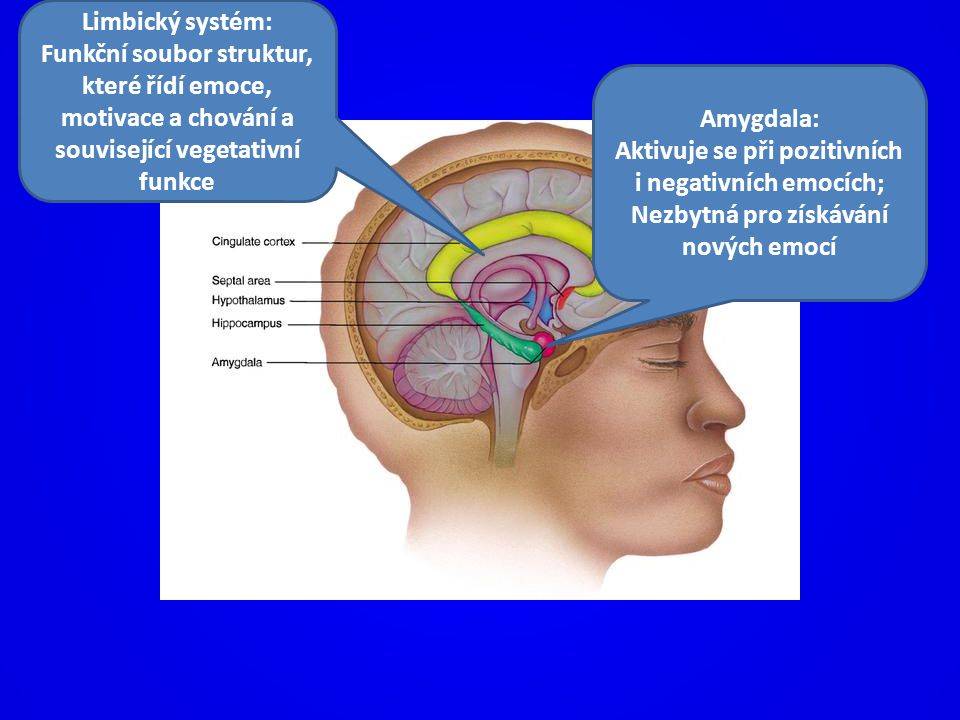 Limbický systém:
Funkční soubor struktur,
které řídí emoce,
motivace a chování a
související vegetativní
funkce
Amygdala:
Aktivuje se při pozitivních
i negativních emocích;
Nezbytná pro získávání
nových emocí
Cingulate cortex
Septal area
Hypothalamus
Hippocampus
Amygdala